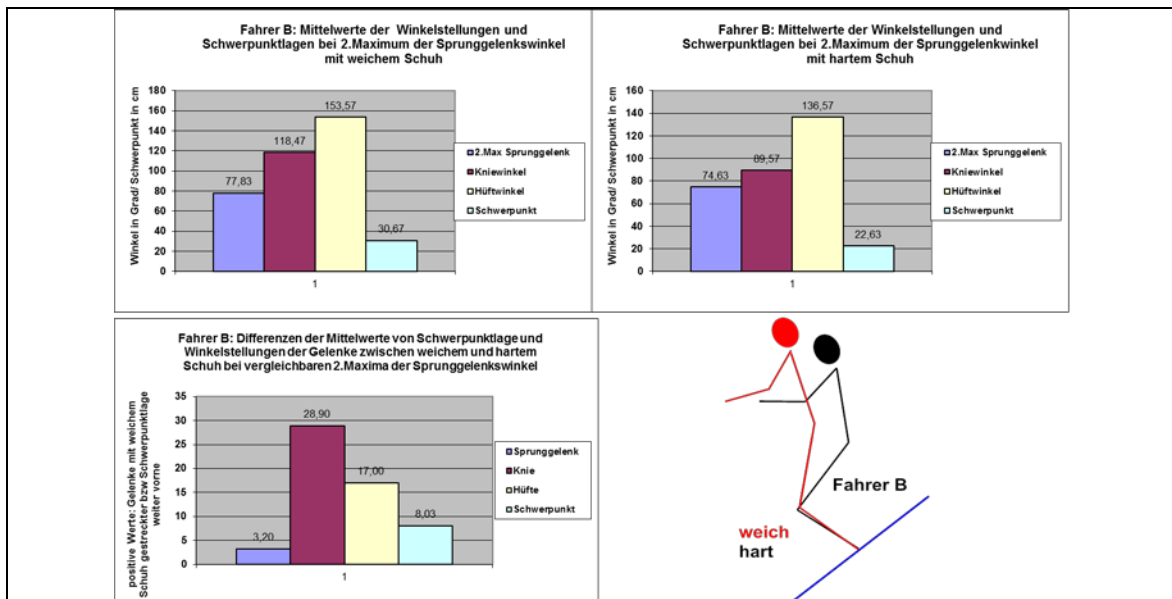 Fahrer B: Mittelwerte der Winkelstellungen und
Schwerpunktlagen bei 2.Maximum der Sprunggelenkswinkel
mit weichem Schuh
Winkel in Grad/ Schwerpunkt in cm
180
160
140
120
100
80
60
40
20
0
77,83
118,47
153,57
30,67
1
2.Max Sprunggelenk
Kniewinkel
Hüftwinkel
Schwerpunkt
Fahrer B: Mittelwerte der Winkelstellungen und
Schwerpunktlagen bei 2.Maximum der Sprunggelenkwinkel
mit hartem Schuh
Winkel in Grad/ Schwerpunkt in cm
160
140
120
100
80
60
40
20
0
74,63
89,57
136,57
22,63
1
2.Max Sprunggelenk
Kniewinkel
Hüftwinkel
Schwerpunkt
Fahrer B: Differenzen der Mittelwerte von Schwerpunktlage und
Winkelstellungen der Gelenke zwischen weichem und hartem
Schuh bei vergleichbaren 2.Maxima der Sprunggelenkswinkel
positive Werte: Gelenke mit weichem
Schuh gestreckter bzw Schwerpunktlage
weiter vorne
35
30
25
20
15
10
5
0
3,20
28,90
17,00
8,03
1
Sprunggelenk
Knie
Hüfte
Schwerpunkt
Fahrer B
weich
hart